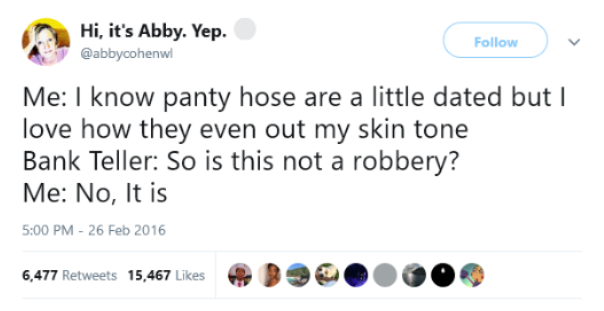 Hi, it's Abby. Yep.
@abbycohenwl
Follow
Me: I know panty hose are a little dated but I
love how they even out my skin tone
Bank Teller: So is this not a robbery?
Me: No, It is
5:00 PM - 26 Feb 2016
6,477 Retweets 15,467 Likes